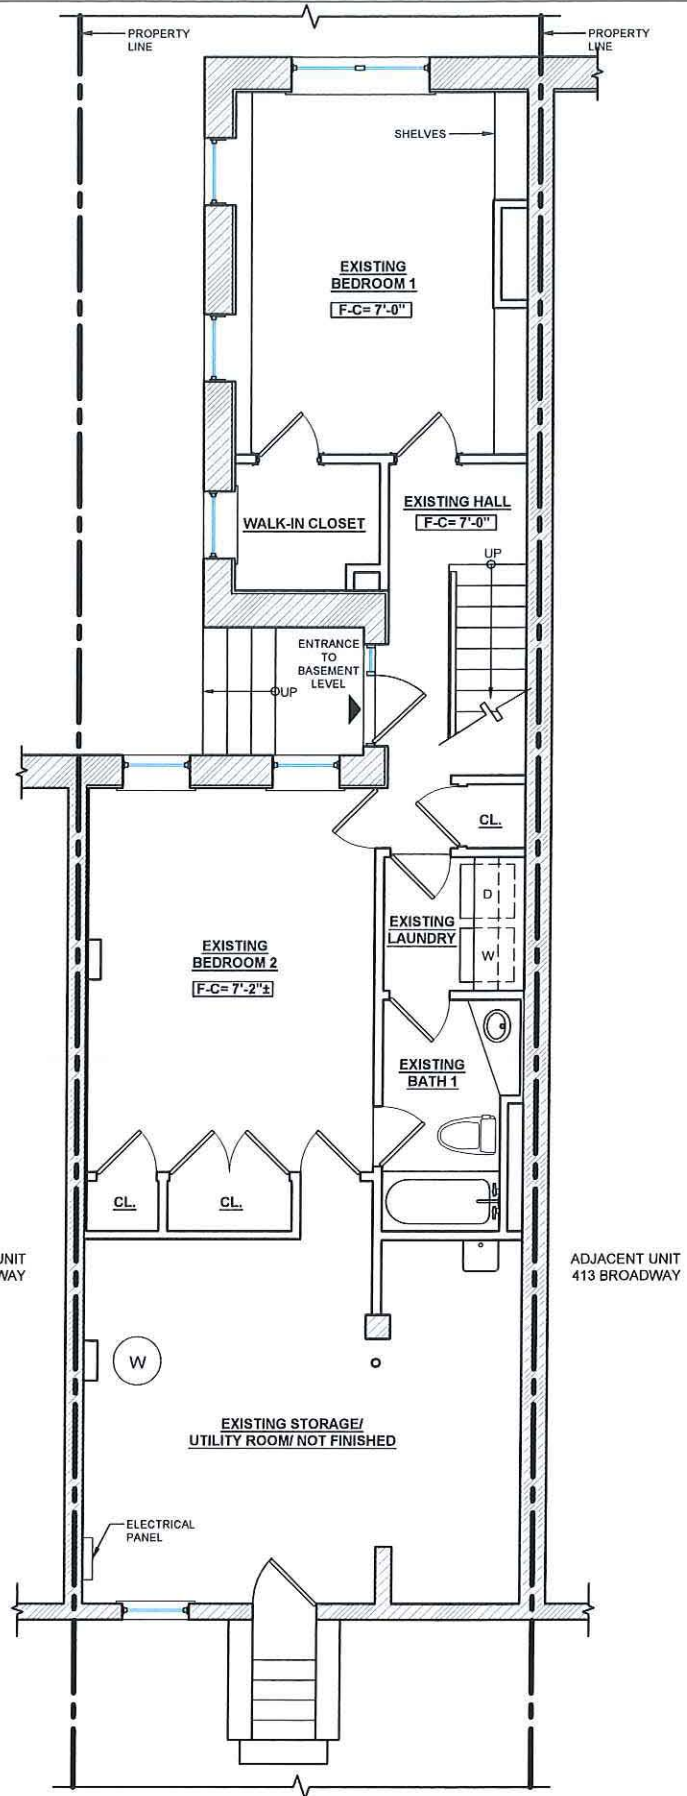 PROPERTY
LINE
PROPERTY
LINE
SHELVES
EXISTING
BEDROOM 1
F-C= 7'-0"
EXISTING HALL
F-C= 7'-0"
WALK-IN CLOSET
UP
ENTRANCE
TO
BASEMENT
LEVEL
UP
CL.
D
EXISTING
LAUNDRY
W
EXISTING
BEDROOM 2
F-C= 7'-2"±
EXISTING
BATH 1
CL.
CL.
UNIT
WAY
ADJACENT UNIT
413 BROADWAY
W
EXISTING STORAGE/
UTILITY ROOM/ NOT FINISHED
ELECTRICAL
PANEL